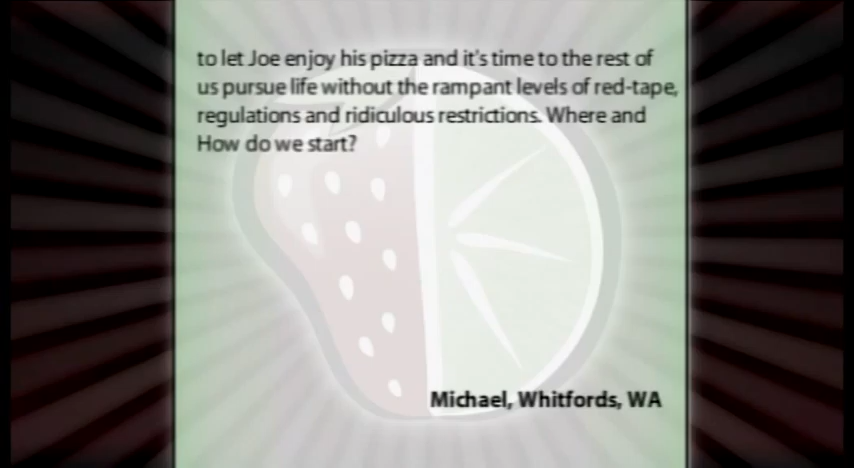 to let Joe enjoy his pizza and it's time to the rest of
us pursue life without the rampant levels of red-tape,
regulations and ridiculous restrictions. Where and
How do we start?
Michael, Whitfords, WA